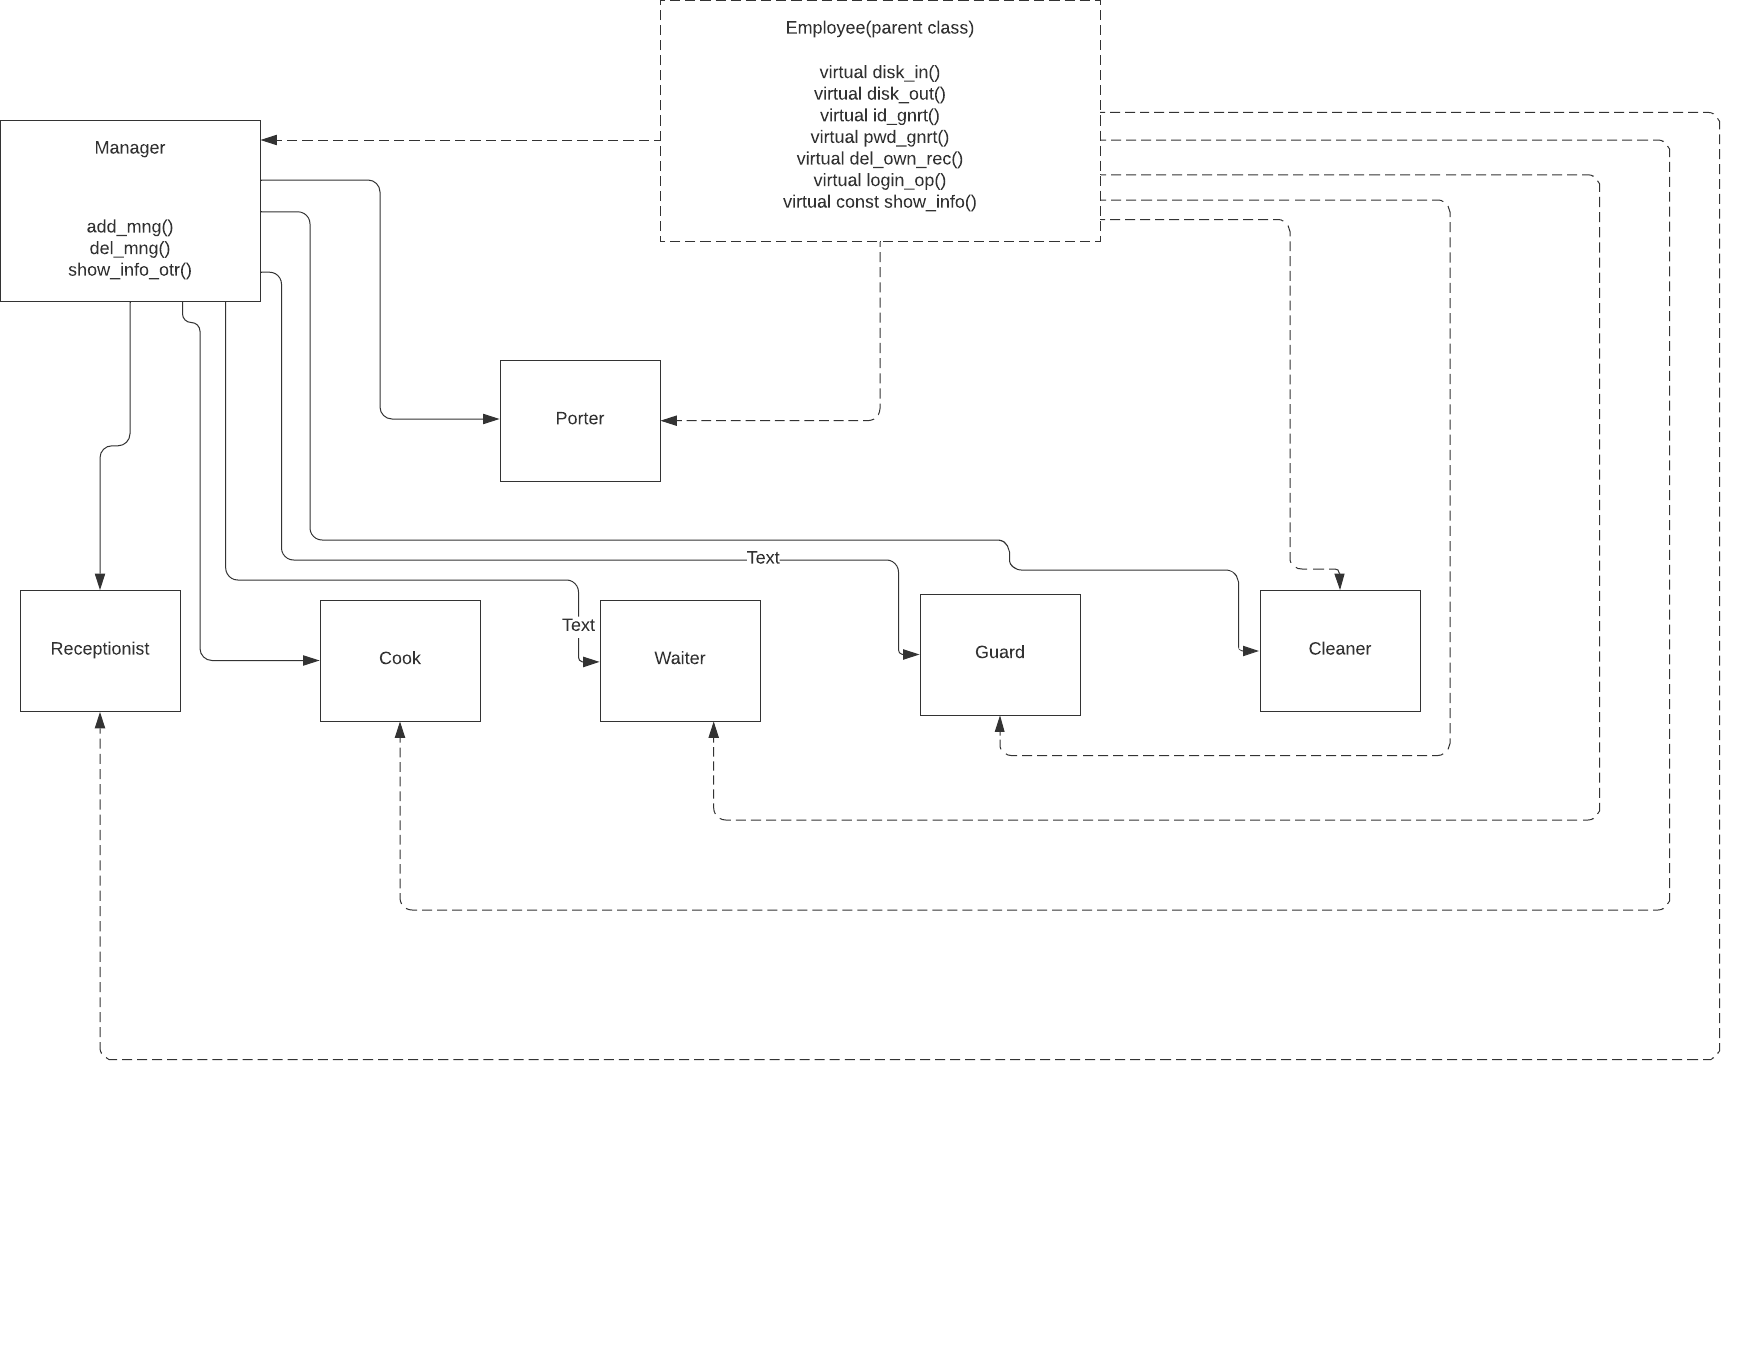 Employee(parent class)
virtual disk_in()
virtual disk_out()
virtual id_gnrt()
virtual pwd_gnrt()
virtual del_own_rec()
virtual login_op()
virtual const show_info()
Manager
add_mng()
del_mng()
show_info_otr()
Porter
Text
Text
Receptionist
Cook
Waiter
Guard
Cleaner